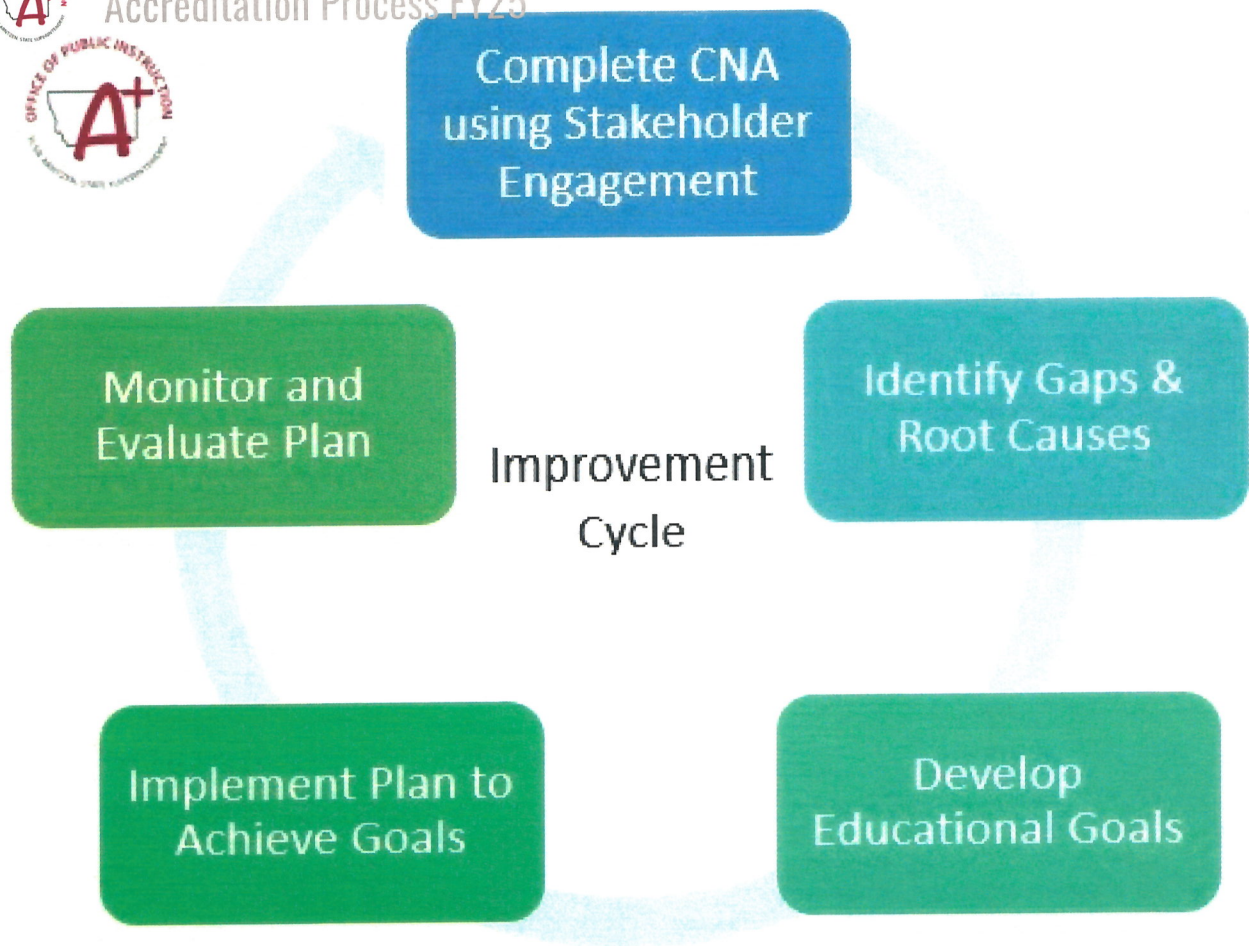 Accreditation Process FY25
OFFICE OF PUBLIC INSTRUCTION
A+
Complete CNA
using Stakeholder
Engagement
Identify Gaps &
Root Causes
Develop
Educational Goals
Implement Plan to
Achieve Goals
Monitor and
Evaluate Plan
Improvement
Cycle